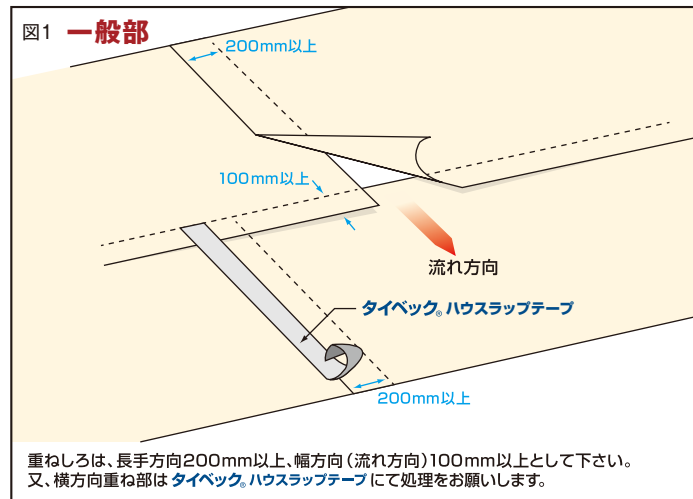 図1 一般部
200mm以上
100mm以上
流れ方向
タイベック® ハウスラップテープ
200mm以上
重ねしろは、長手方向200mm以上、幅方向(流れ方向)100mm以上として下さい。
又、横方向重ね部はタイベック® ハウスラップテープにて処理をお願いします。